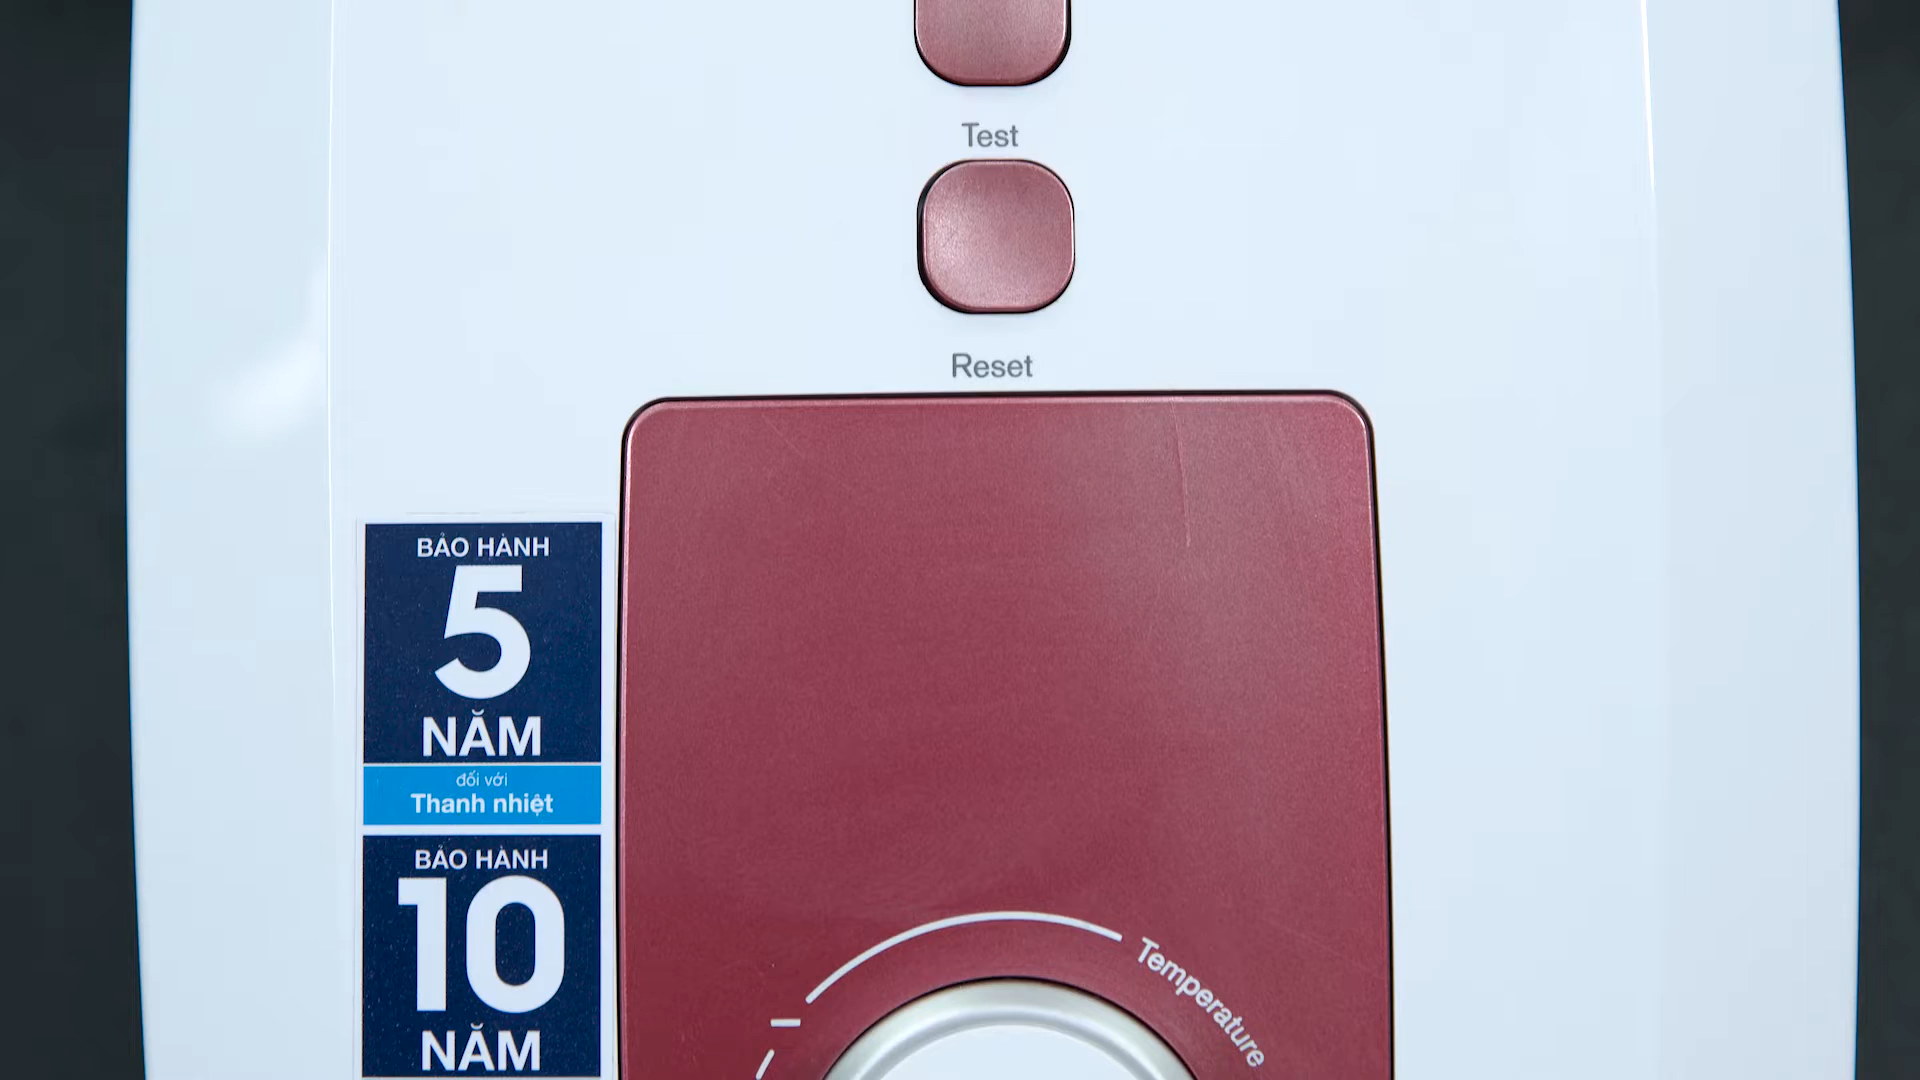 Test
Reset
BẢO HÀNH
5
NĂM
đối với
Thanh nhiệt
BẢO HÀNH
10
NĂM
Temperature